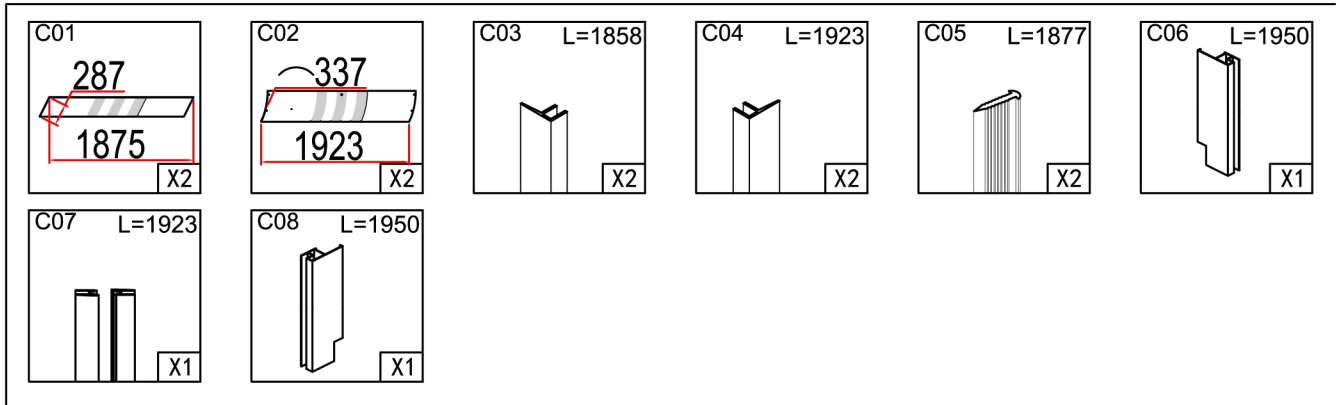 C01
287
1875
X2
C02
337
1923
X2
C03 L=1858
X2
C04 L=1923
X2
C05 L=1877
X2
C06 L=1950
X1
C07 L=1923
X1
C08 L=1950
X1